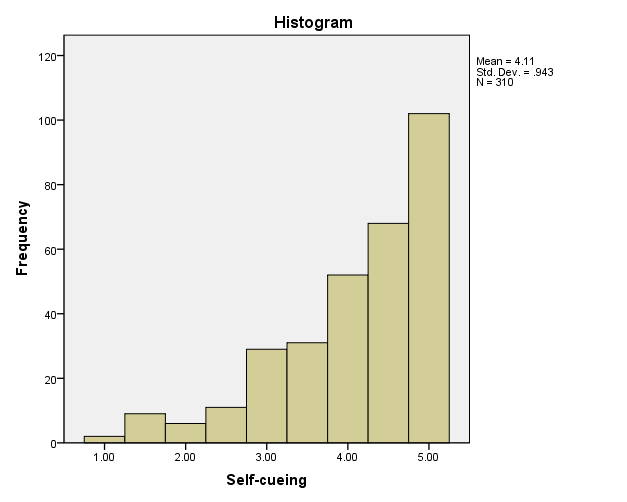 Histogram
120
100
80
60
40
20
0
Frequency
1.00 2.00 3.00 4.00 5.00
Self-cueing
Mean = 4.11
Std. Dev. = .943
N = 310